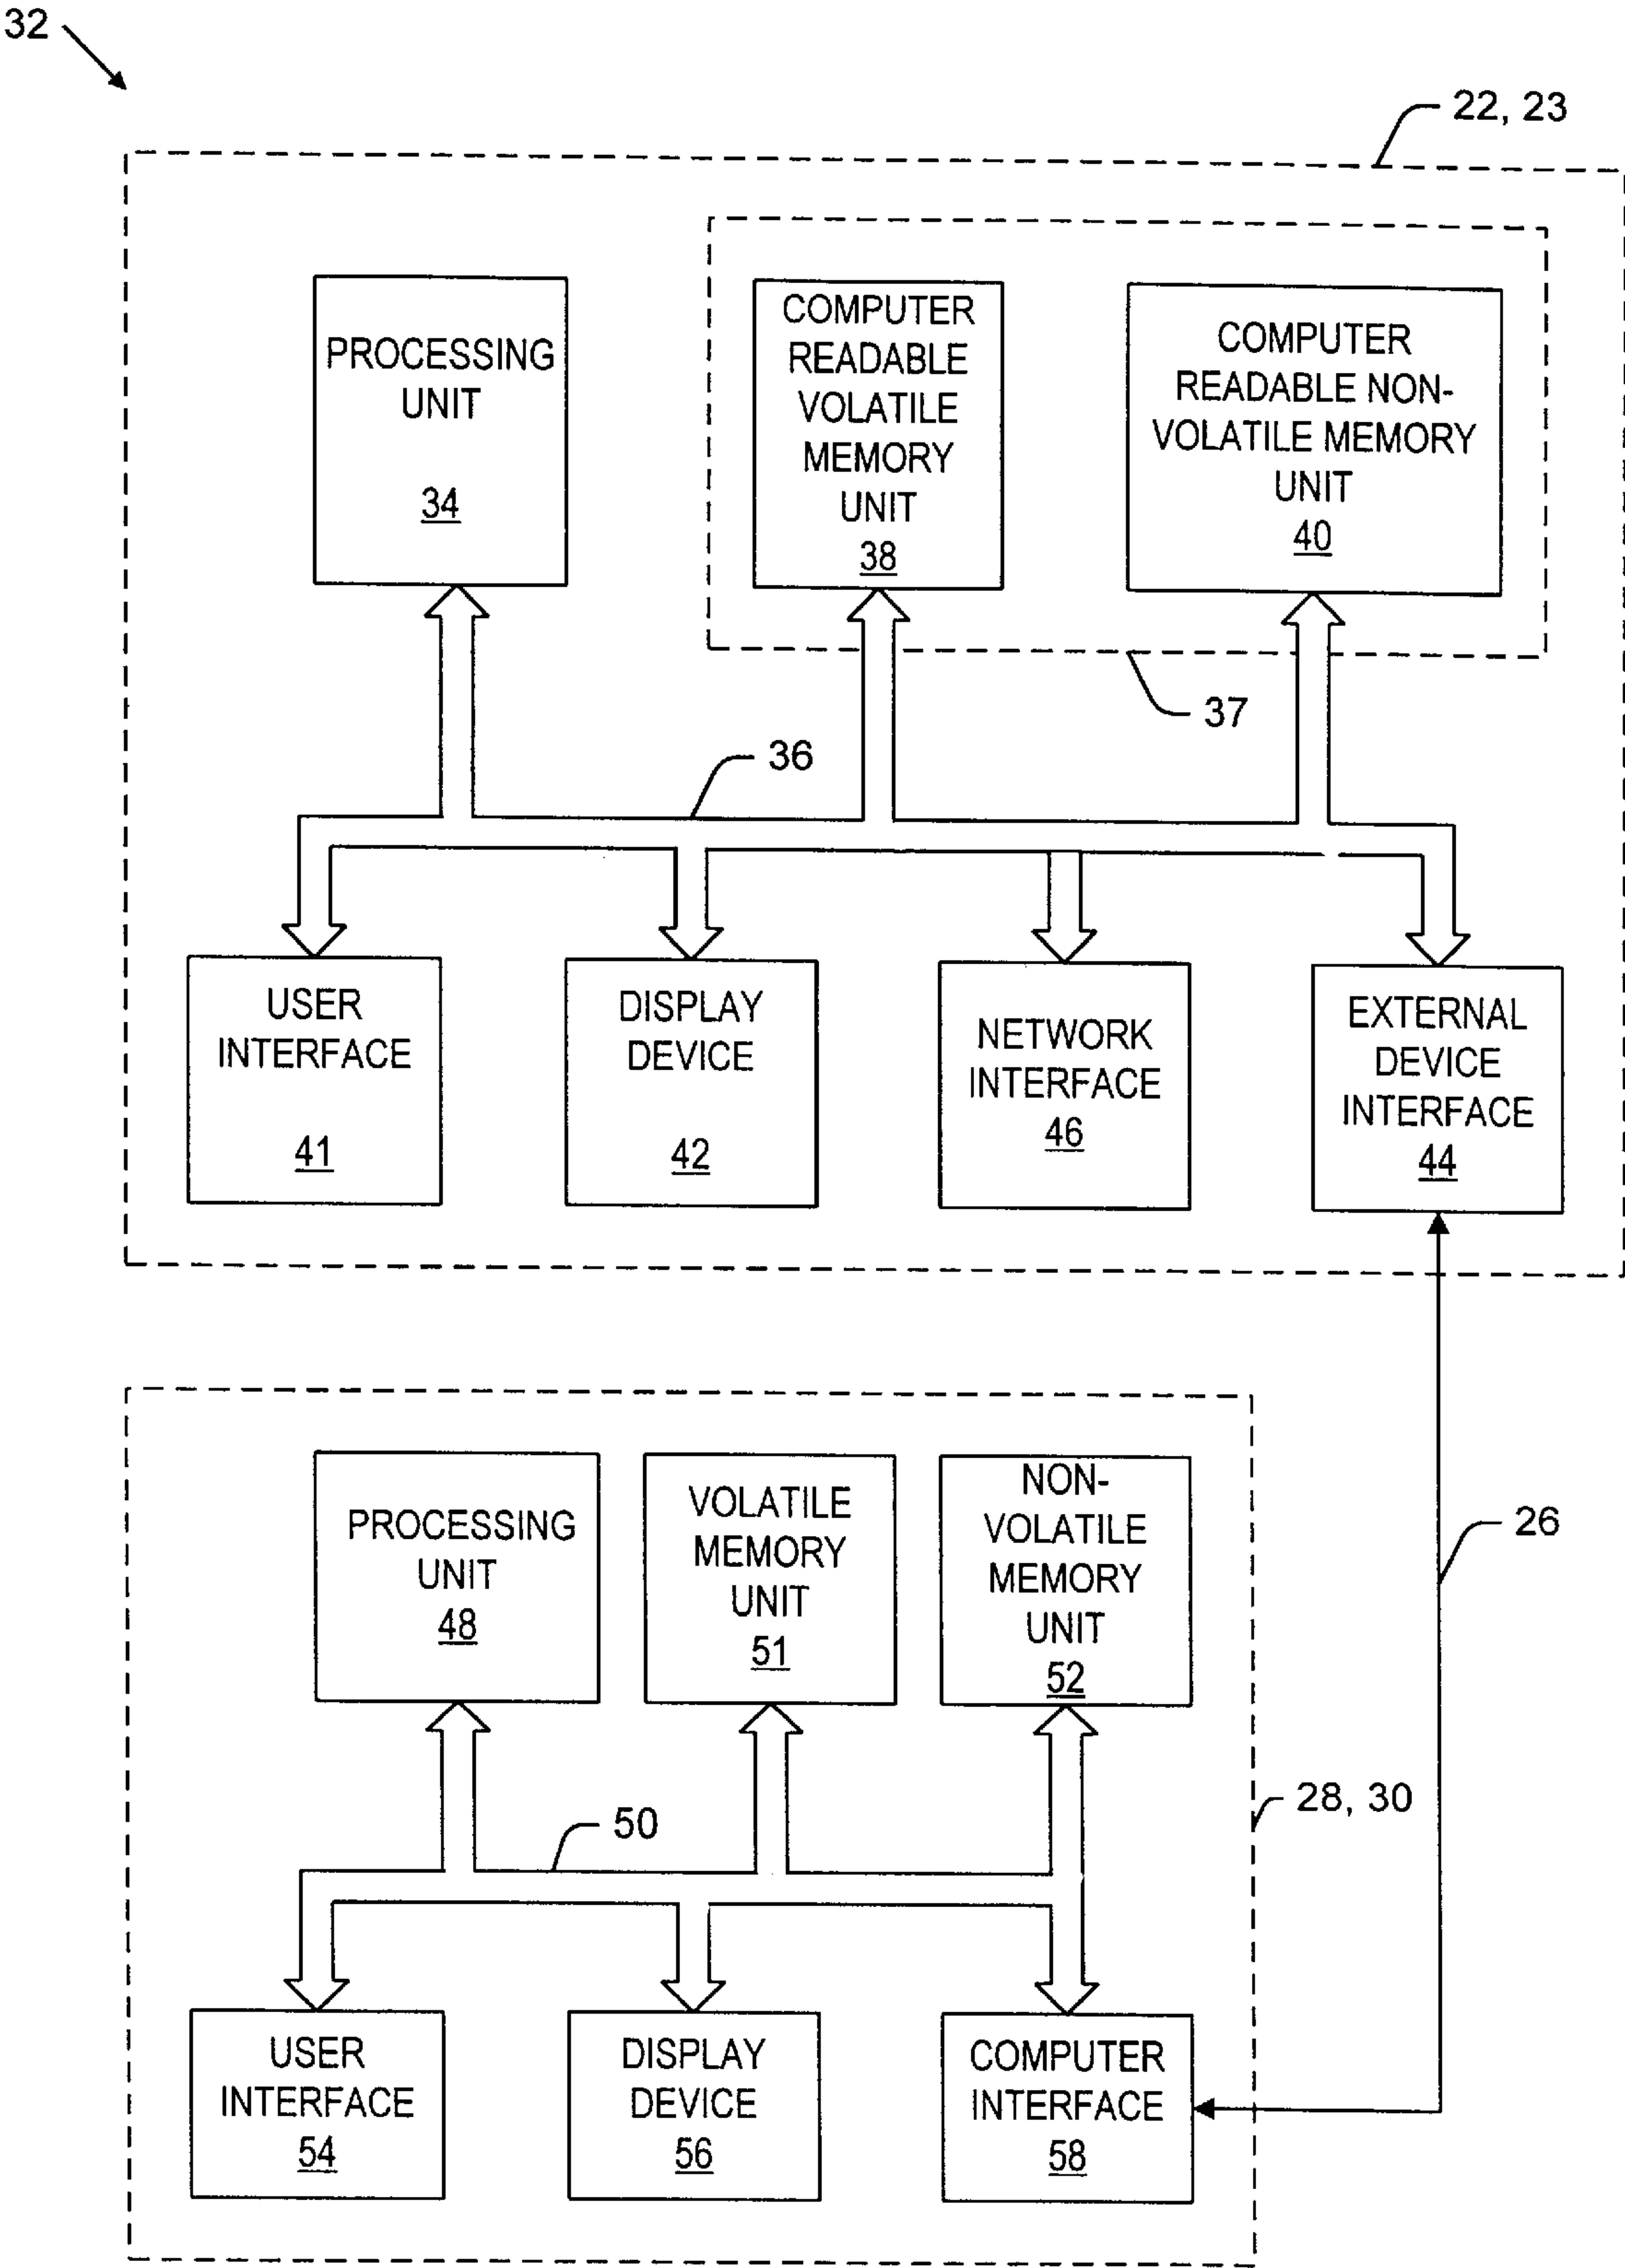 32
22, 23
PROCESSING
UNIT
34
COMPUTER
READABLE
VOLATILE
MEMORY
UNIT
38
COMPUTER
READABLE NON-
VOLATILE MEMORY
UNIT
40
37
36
USER
INTERFACE
41
DISPLAY
DEVICE
42
NETWORK
INTERFACE
46
EXTERNAL
DEVICE
INTERFACE
44
PROCESSING
UNIT
48
VOLATILE
MEMORY
UNIT
51
NON-
VOLATILE
MEMORY
UNIT
52
26
28, 30
50
USER
INTERFACE
54
DISPLAY
DEVICE
56
COMPUTER
INTERFACE
58